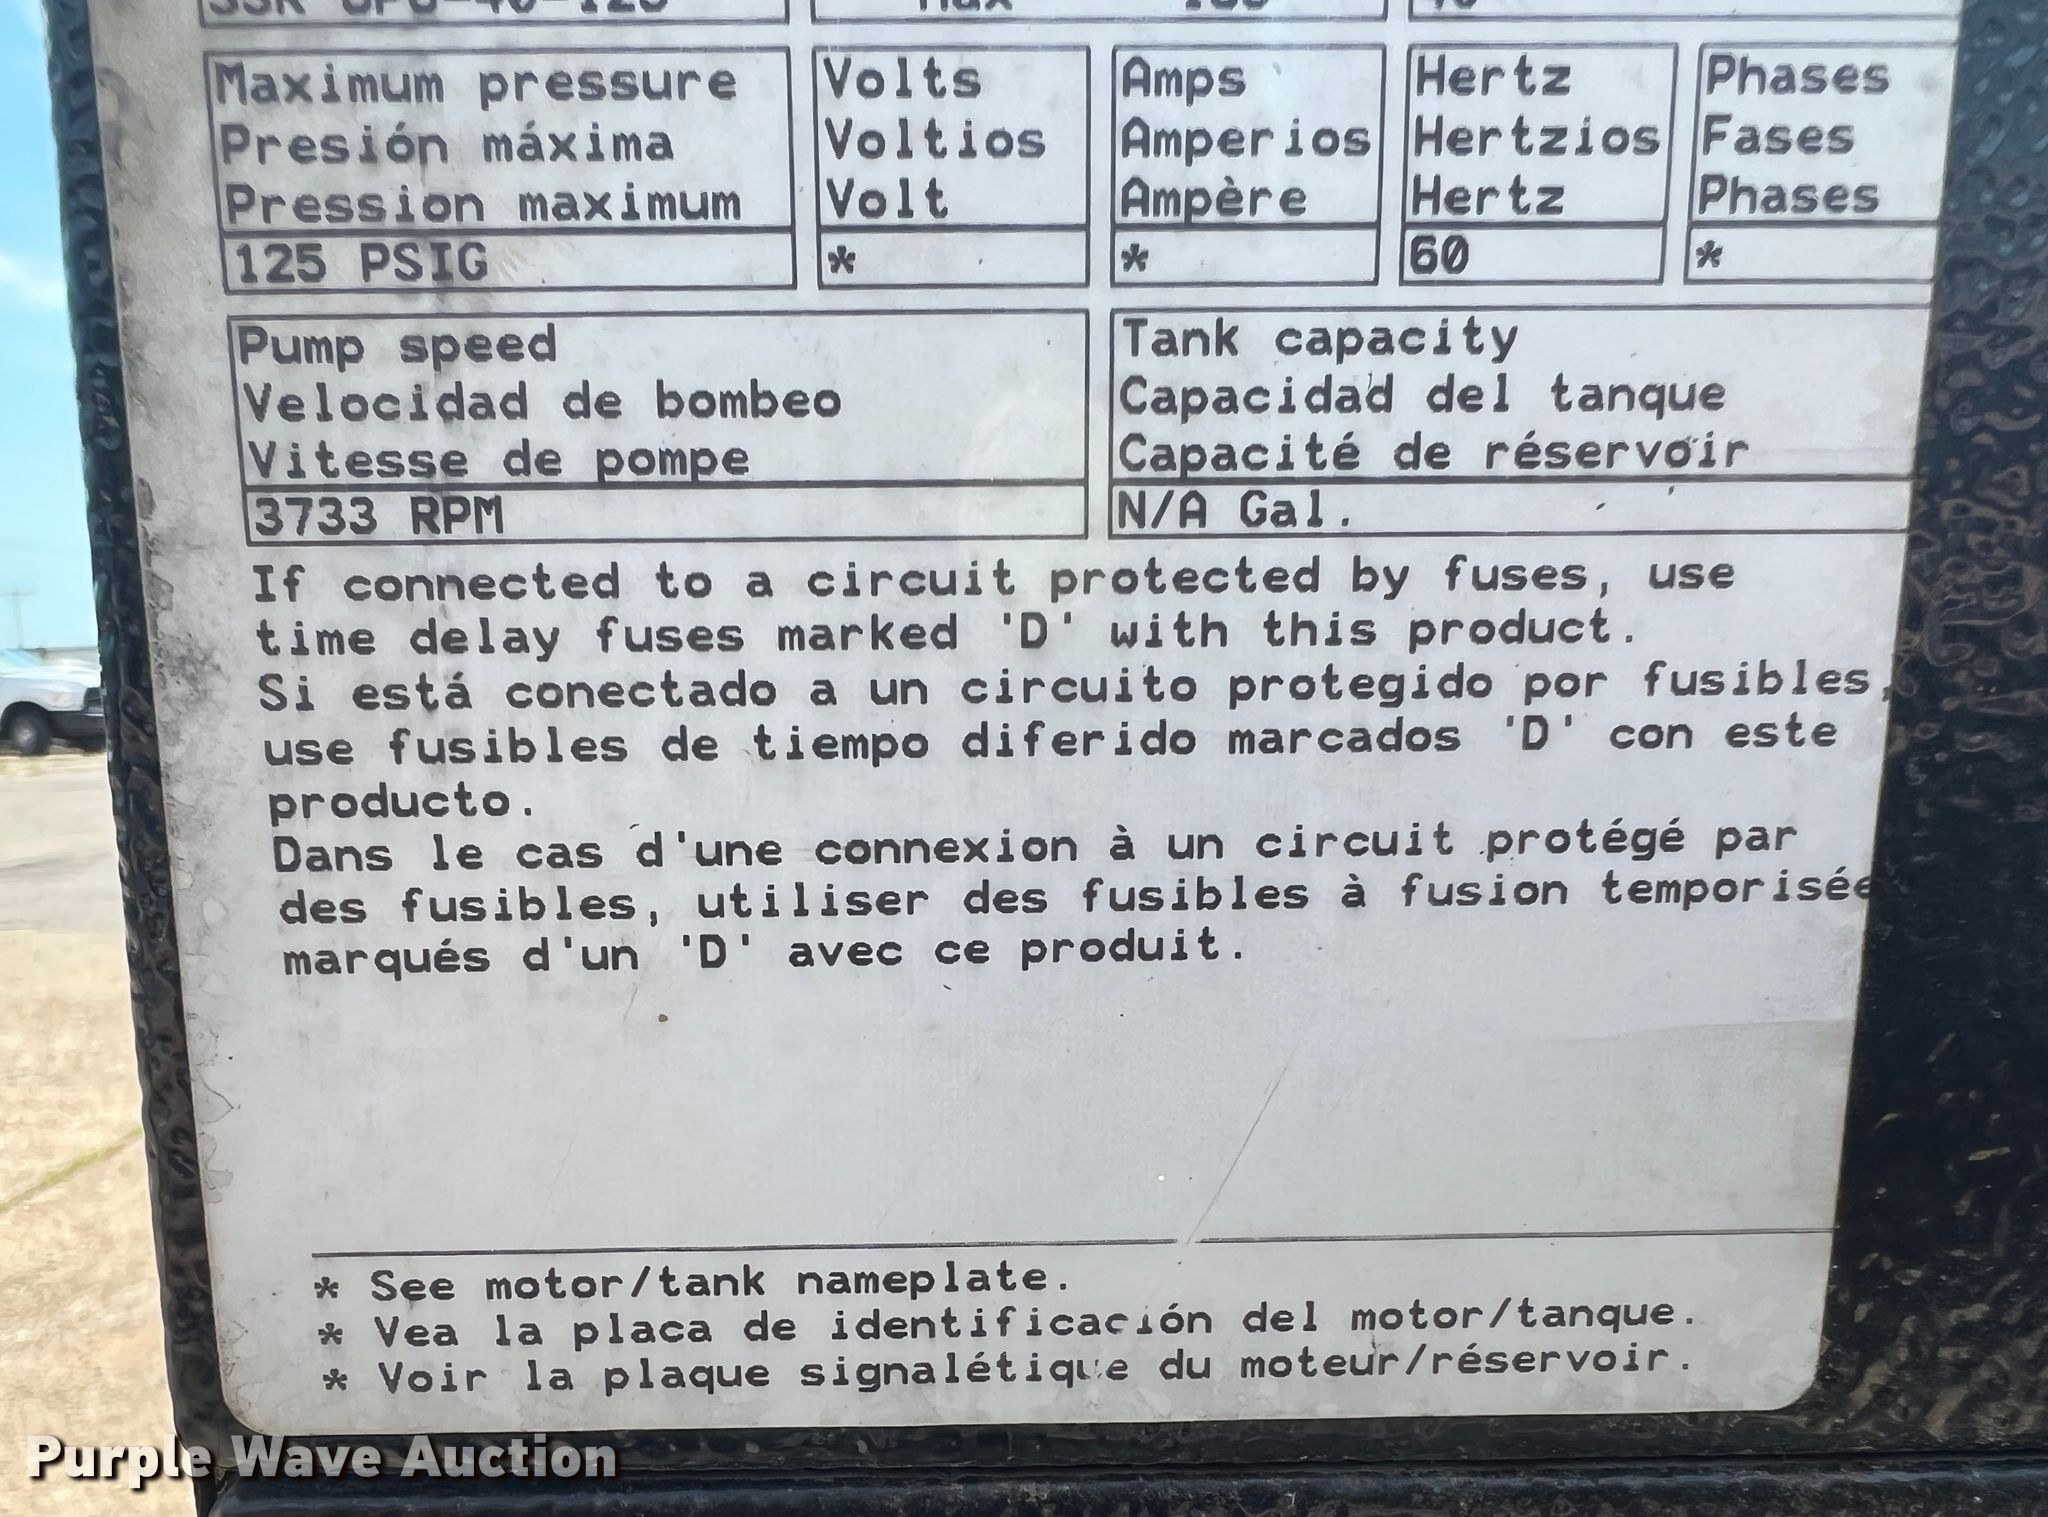 Maximum pressure Volts Amps Hertz Phases
Presión máxima Voltios Amperios Hertzios Fases
Pression maximum Volt Ampère Hertz Phases
125 PSIG * * 60 *
Pump speed Tank capacity
Velocidad de bombeo Capacidad del tanque
Vitesse de pompe Capacité de réservoir
3733 RPM N/A Gal.
If connected to a circuit protected by fuses, use
time delay fuses marked 'D' with this product.
Si está conectado a un circuito protegido por fusibles,
use fusibles de tiempo diferido marcados 'D' con este
producto.
Dans le cas d'une connexion à un circuit protégé par
des fusibles, utiliser des fusibles à fusion temporisée
marqués d'un 'D' avec ce produit.
* See motor/tank nameplate.
* Vea la placa de identificación del motor/tanque.
* Voir la plaque signalétique du moteur/réservoir.
Purple Wave Auction